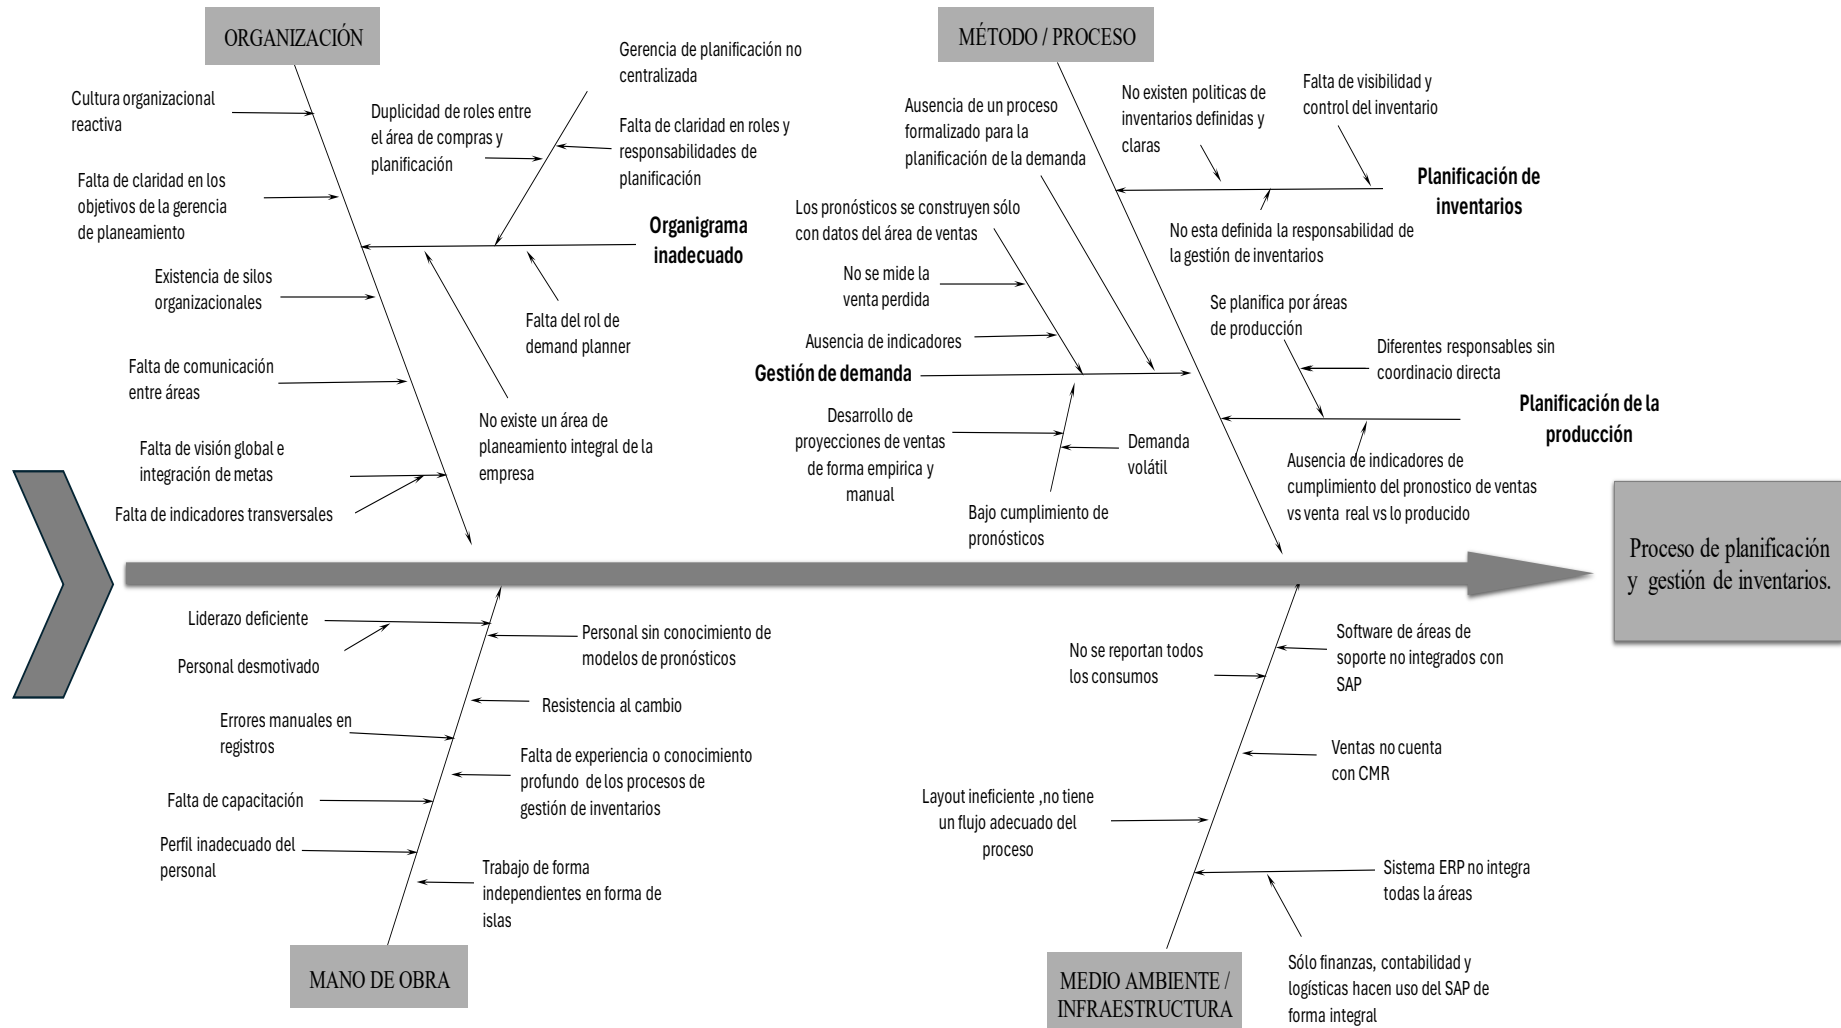 ORGANIZACIÓN
Cultura organizacional
reactiva
Falta de claridad en los
objetivos de la gerencia
de planeamiento
Existencia de silos
organizacionales
Falta de comunicación
entre áreas
Falta de visión global e
integración de metas
Falta de indicadores transversales
Gerencia de planificación no
centralizada
Duplicidad de roles entre
el área de compras y
planificación
Falta de claridad en roles y
responsabilidades de
planificación
Organigrama
inadecuado
Falta del rol de
demand planner
No existe un área de
planeamiento integral de la
empresa
MÉTODO / PROCESO
Ausencia de un proceso
formalizado para la
planificación de la demanda
Los pronósticos se construyen sólo
con datos del área de ventas
No se mide la
venta perdida
Ausencia de indicadores
Gestión de demanda
Desarrollo de
proyecciones de ventas
de forma empirica y
manual
Demanda
volátil
Bajo cumplimiento de
pronósticos
No existen politicas de
inventarios definidas y
claras
Falta de visibilidad y
control del inventario
Planificación de
inventarios
No esta definida la responsabilidad de
la gestión de inventarios
Se planifica por áreas
de producción
Diferentes responsables sin
coordinacio directa
Planificación de la
producción
Ausencia de indicadores de
cumplimiento del pronostico de ventas
vs venta real vs lo producido
Proceso de planificación
y gestión de inventarios.
Liderazo deficiente
Personal desmotivado
Personal sin conocimiento de
modelos de pronósticos
Resistencia al cambio
Errores manuales en
registros
Falta de experiencia o conocimiento
profundo de los procesos de
gestión de inventarios
Falta de capacitación
Perfil inadecuado del
personal
Trabajo de forma
independientes en forma de
islas
MANO DE OBRA
No se reportan todos
los consumos
Software de áreas de
soporte no integrados con
SAP
Ventas no cuenta
con CMR
Layout ineficiente ,no tiene
un flujo adecuado del
proceso
Sistema ERP no integra
todas la áreas
Sólo finanzas, contabilidad y
logísticas hacen uso del SAP de
forma integral
MEDIO AMBIENTE /
INFRAESTRUCTURA